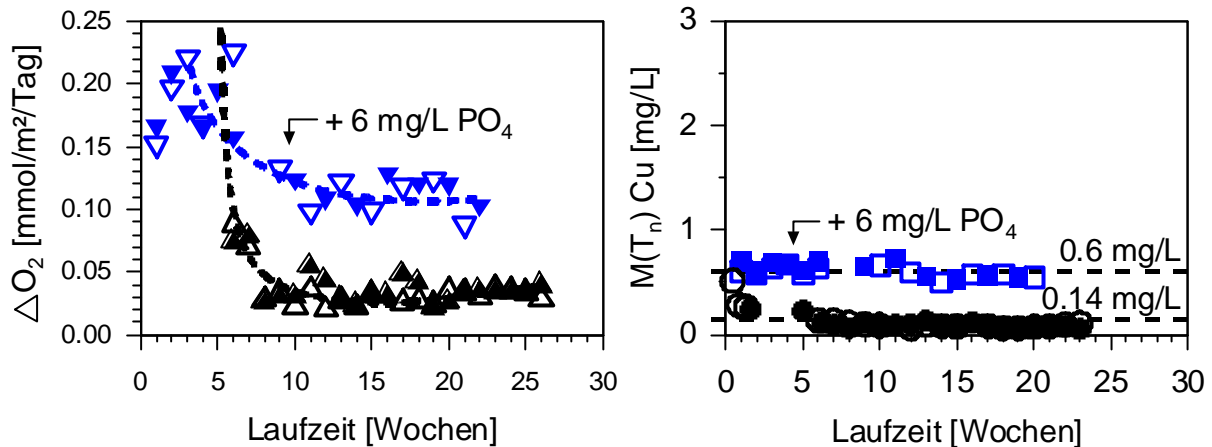 △O₂ [mmol/m²/Tag]
0.25
0.20
0.15
0.10
0.05
0.00
+ 6 mg/L PO₄
0 5 10 15 20 25 30
Laufzeit [Wochen]
M(Tₙ) Cu [mg/L]
3
2
1
0
+ 6 mg/L PO₄
0.6 mg/L
0.14 mg/L
0 5 10 15 20 25 30
Laufzeit [Wochen]